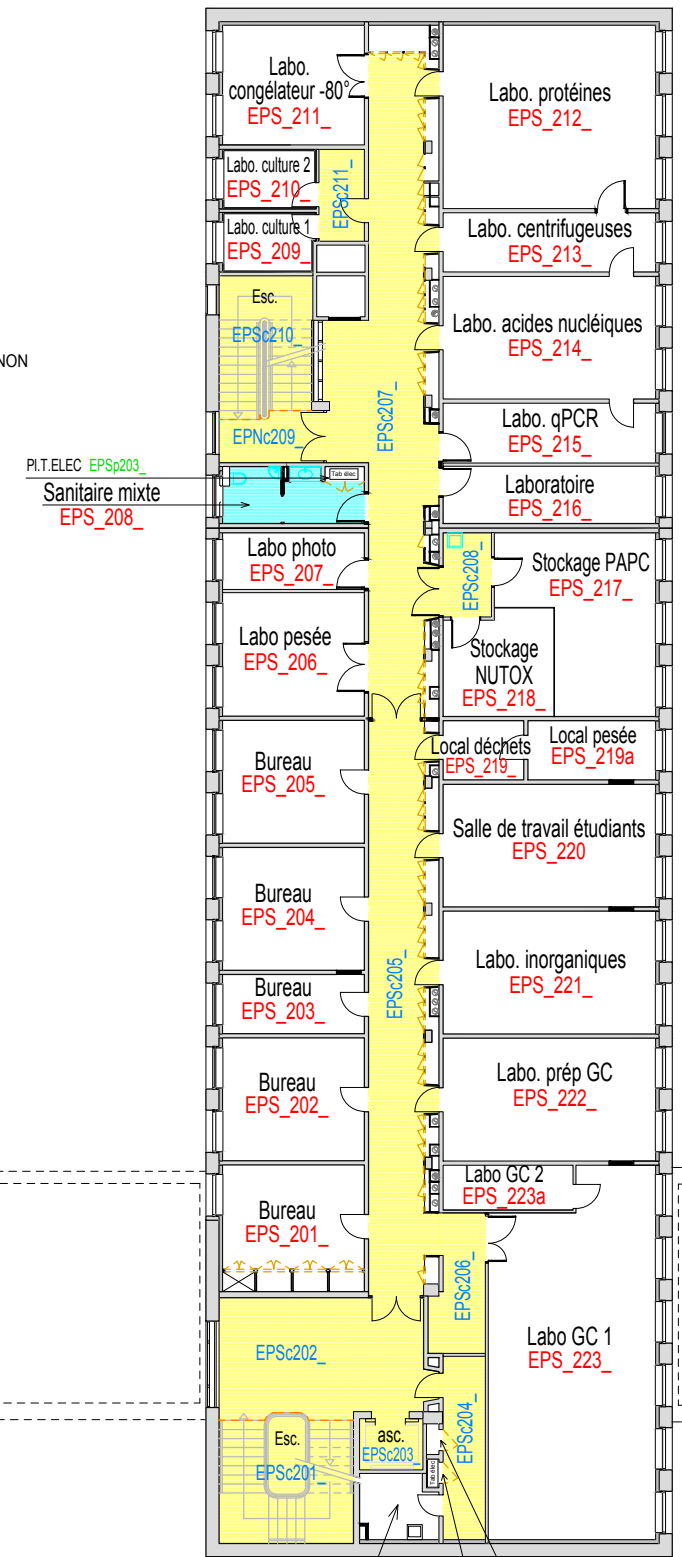 Labo.
congélateur -80°
EPS_211_
Labo. protéines
EPS_212_
Labo. culture 2
EPS_210_
EPSc211_
Labo. culture 1
EPS_209_
Labo. centrifugeuses
EPS_213_
Esc.
EPSc210_
Labo. acides nucléiques
EPS_214_
NON
EPSc207_
EPNc209_
Labo. qPCR
EPS_215_
PI.T.ELEC EPSp203_
Tab élec
Sanitaire mixte
EPS_208_
Laboratoire
EPS_216_
Labo photo
EPS_207_
EPSc208_
Stockage PAPC
EPS_217_
Labo pesée
EPS_206_
Stockage
NUTOX
EPS_218_
Bureau
EPS_205_
Local déchets
EPS_219_
Local pesée
EPS_219a
Salle de travail étudiants
EPS_220
Bureau
EPS_204_
EPSc205_
Labo. inorganiques
EPS_221_
Bureau
EPS_203_
Bureau
EPS_202_
Labo. prép GC
EPS_222_
Labo GC 2
EPS_223a
Bureau
EPS_201_
EPSc206_
Labo GC 1
EPS_223_
EPSc202_
EPSc204_
Esc.
EPSc201_
asc.
EPSc203_
Tab élec